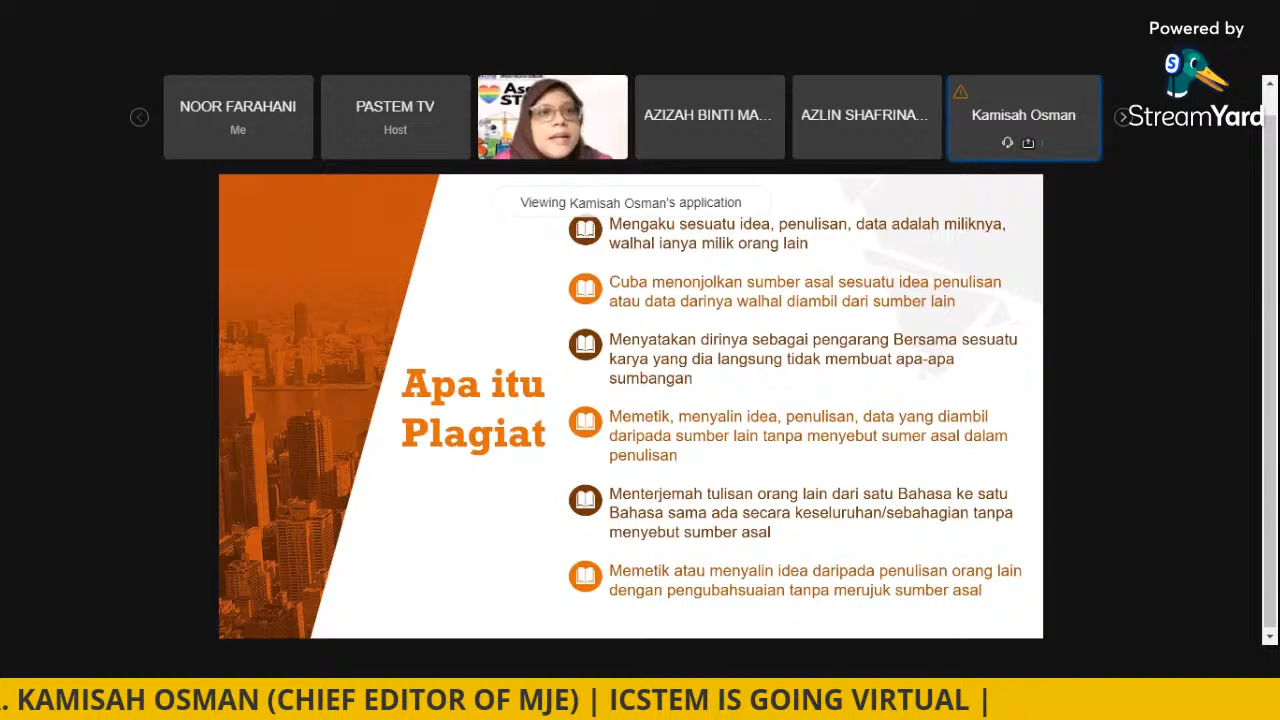 Powered by
StreamYard
NOOR FARAHANI
Me
PASTEM TV
Host
AZIZAH BINTI MA...
AZLIN SHAFRINA...
Kamisah Osman
Viewing Kamisah Osman's application
Mengaku sesuatu idea, penulisan, data adalah miliknya,
walhal ianya milik orang lain
Cuba menonjolkan sumber asal sesuatu idea penulisan
atau data darinya walhal diambil dari sumber lain
Menyatakan dirinya sebagai pengarang Bersama sesuatu
karya yang dia langsung tidak membuat apa-apa
sumbangan
Apa itu
Plagiat
Memetik, menyalin idea, penulisan, data yang diambil
daripada sumber lain tanpa menyebut sumer asal dalam
penulisan
Menterjemah tulisan orang lain dari satu Bahasa ke satu
Bahasa sama ada secara keseluruhan/sebahagian tanpa
menyebut sumber asal
Memetik atau menyalin idea daripada penulisan orang lain
dengan pengubahsuaian tanpa merujuk sumber asal
. KAMISAH OSMAN (CHIEF EDITOR OF MJE) | ICSTEM IS GOING VIRTUAL |